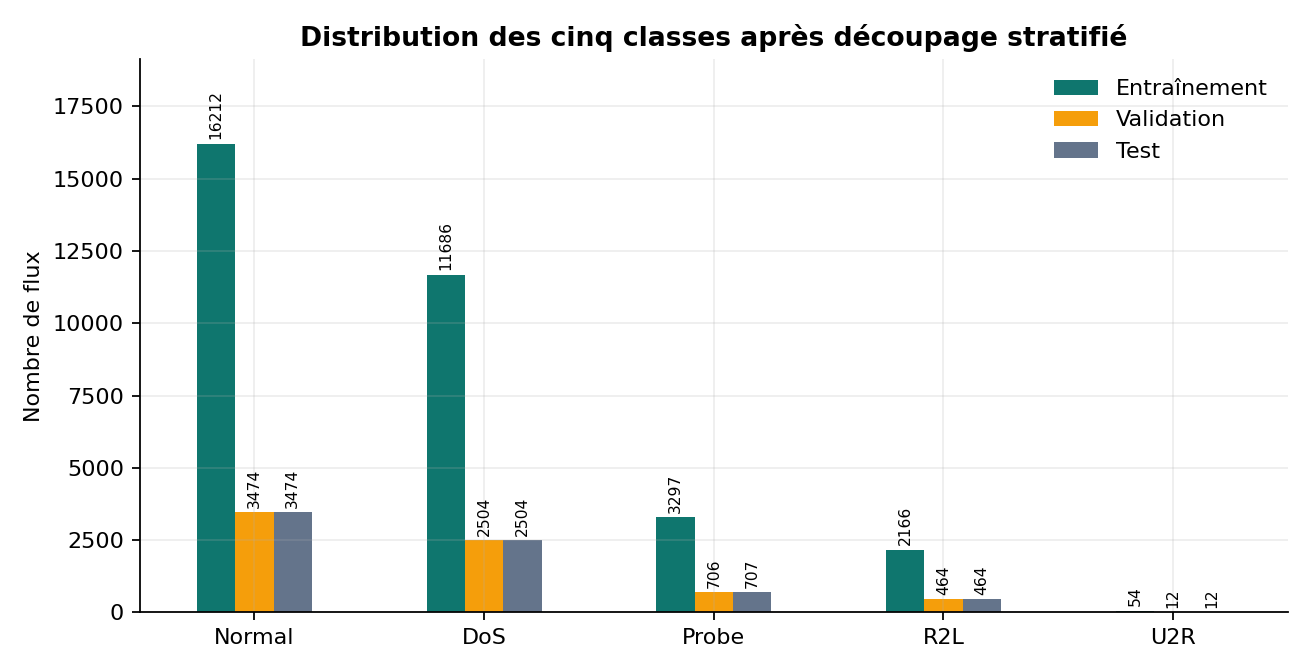 Distribution des cinq classes après découpage stratifié
Entraînement
Validation
Test
Nombre de flux
17500
15000
12500
10000
7500
5000
2500
0
16212
3474
3474
11686
2504
2504
3297
706
707
2166
464
464
54
12
12
Normal
DoS
Probe
R2L
U2R